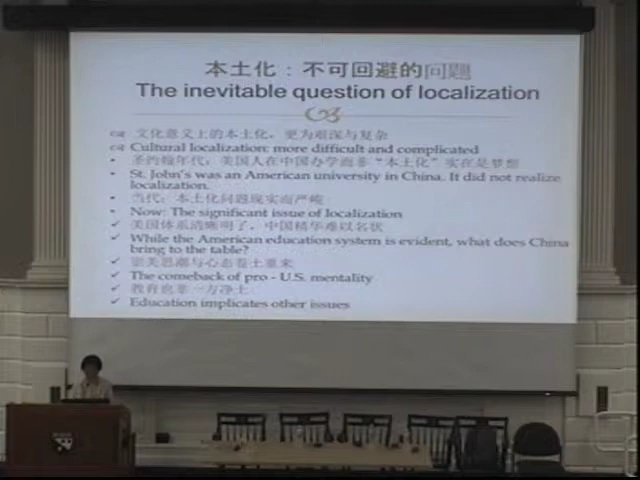 本土化：不可回避的问题
The inevitable question of localization
文化意义上的本土化，更为艰深与复杂
Cultural localization: more difficult and complicated
圣约翰年代：美国人在中国办学而非“本土化”实在是梦想
St. John's was an American university in China. It did not realize
localization.
当代：本土化问题现实而严峻
Now: The significant issue of localization
美国体系清晰明了，中国精华难以名状
While the American education system is evident, what does China
bring to the table?
崇美思潮与心态卷土重来
The comeback of pro - U.S. mentality
教育也非一方净土
Education implicates other issues